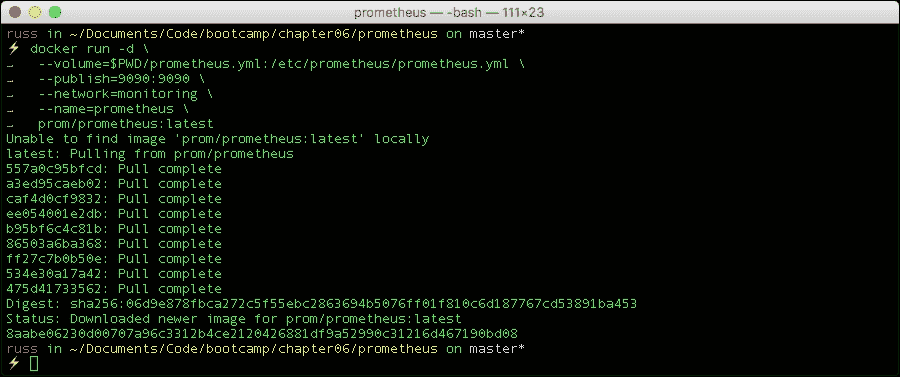 prometheus — -bash — 111×23
russ in ~/Documents/Code/bootcamp/chapter06/prometheus on master*
⚡ docker run -d \
→ --volume=$PWD/prometheus.yml:/etc/prometheus/prometheus.yml \
→ --publish=9090:9090 \
→ --network=monitoring \
→ --name=prometheus \
→ prom/prometheus:latest
Unable to find image 'prom/prometheus:latest' locally
latest: Pulling from prom/prometheus
557a0c95bfcd: Pull complete
a3ed95caeb02: Pull complete
caf4d0cf9832: Pull complete
ee054001e2db: Pull complete
b95bf6c4c81b: Pull complete
86503a6ba368: Pull complete
ff27c7b0b50e: Pull complete
534e30a17a42: Pull complete
475d41733562: Pull complete
Digest: sha256:06d9e878fbca272c5f55ebc2863694b5076ff01f810c6d187767cd53891ba453
Status: Downloaded newer image for prom/prometheus:latest
8aabe06230d00707a96c3312b4ce2120426881df9a52990c31216d467190bd08
russ in ~/Documents/Code/bootcamp/chapter06/prometheus on master*
⚡